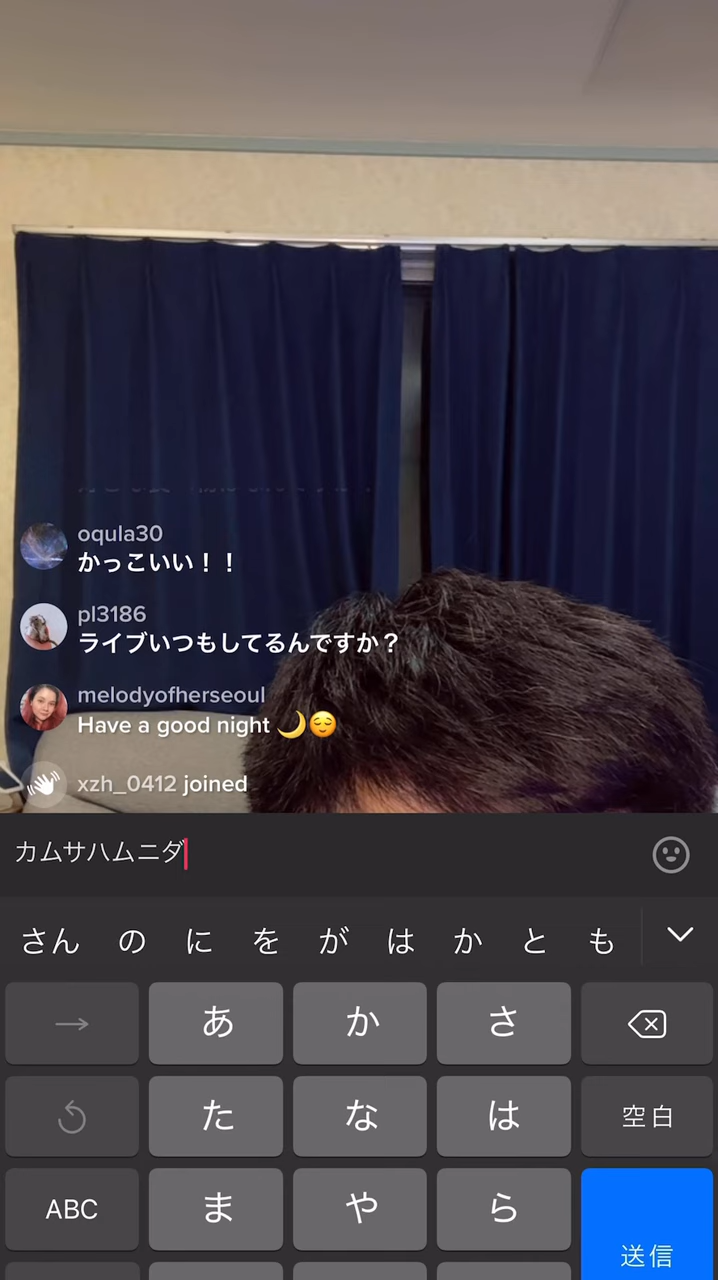 oqula30
かっこいい！！
pl3186
ライブいつもしてるんですか？
melodyofherseoul
Have a good night 🌙😌
xzh_0412 joined
カムサハムニダ
さん の に を が は か と も
→ あ か さ
た な は 空白
ABC ま や ら
送信